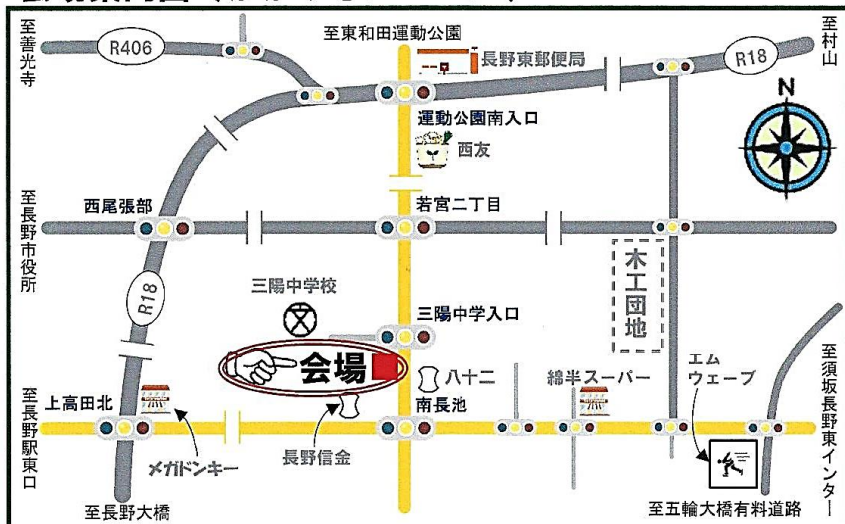 至善光寺
R406
至東和田運動公園
長野東郵便局
R18
至村山
運動公園南入口
西友
N
西尾張部
若宮二丁目
至長野市役所
R18
三陽中学校
三陽中学入口
木工団地
会場
八十二
綿半スーパー
エム
ウェーブ
上高田北
南長池
至長野駅東口
メガドンキー
長野信金
至須坂長野東インター
至長野大橋
至五輪大橋有料道路